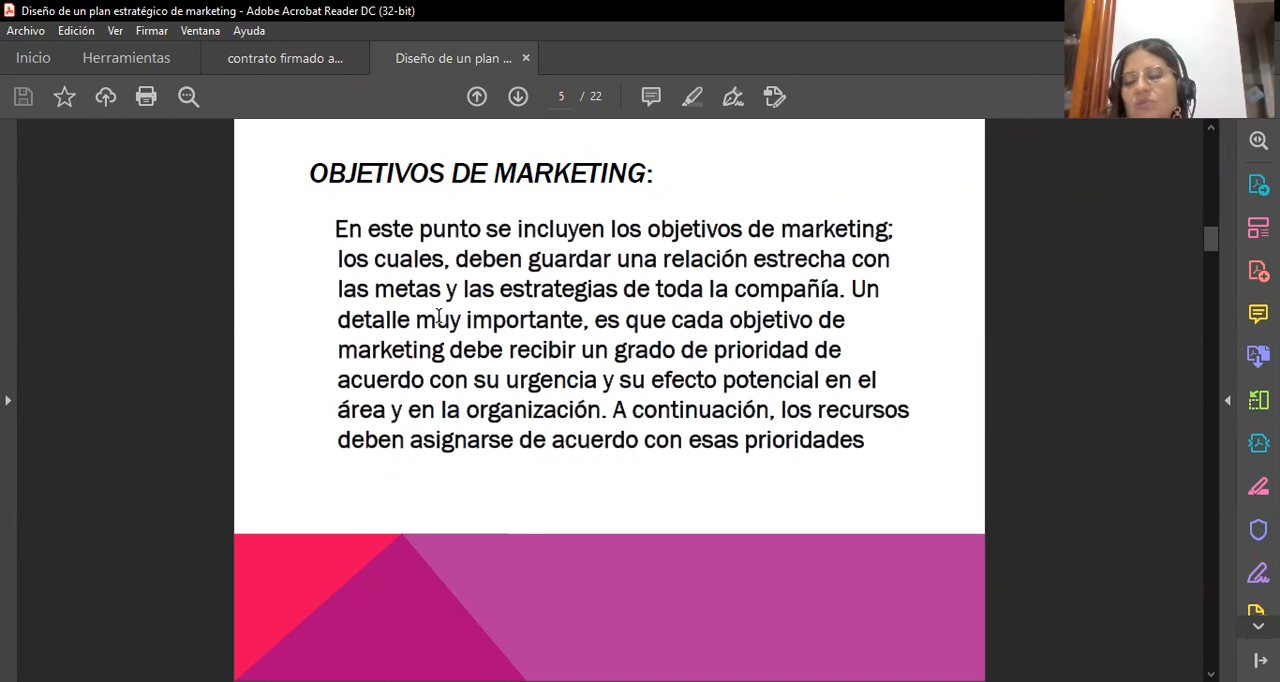 Diseño de un plan estratégico de marketing - Adobe Acrobat Reader DC (32-bit)
Archivo Edición Ver Firmar Ventana Ayuda
Inicio Herramientas contrato firmado a... Diseño de un plan ... ×
5 / 22
OBJETIVOS DE MARKETING:
En este punto se incluyen los objetivos de marketing;
los cuales, deben guardar una relación estrecha con
las metas y las estrategias de toda la compañía. Un
detalle muy importante, es que cada objetivo de
marketing debe recibir un grado de prioridad de
acuerdo con su urgencia y su efecto potencial en el
área y en la organización. A continuación, los recursos
deben asignarse de acuerdo con esas prioridades